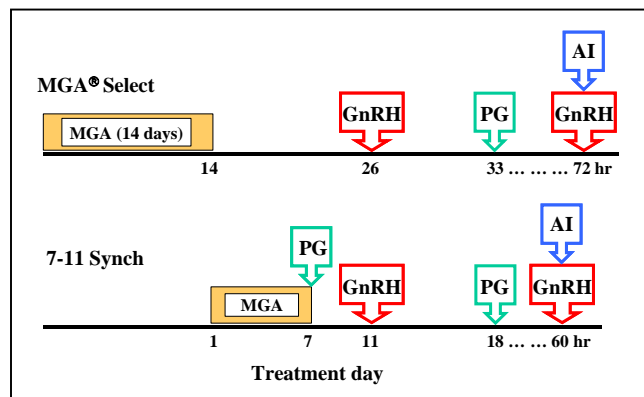 AI
MGA® Select
GnRH PG GnRH
MGA (14 days)
14 26 33 … … … 72 hr
PG AI
7-11 Synch
GnRH PG GnRH
MGA
1 7 11 18 … … 60 hr
Treatment day